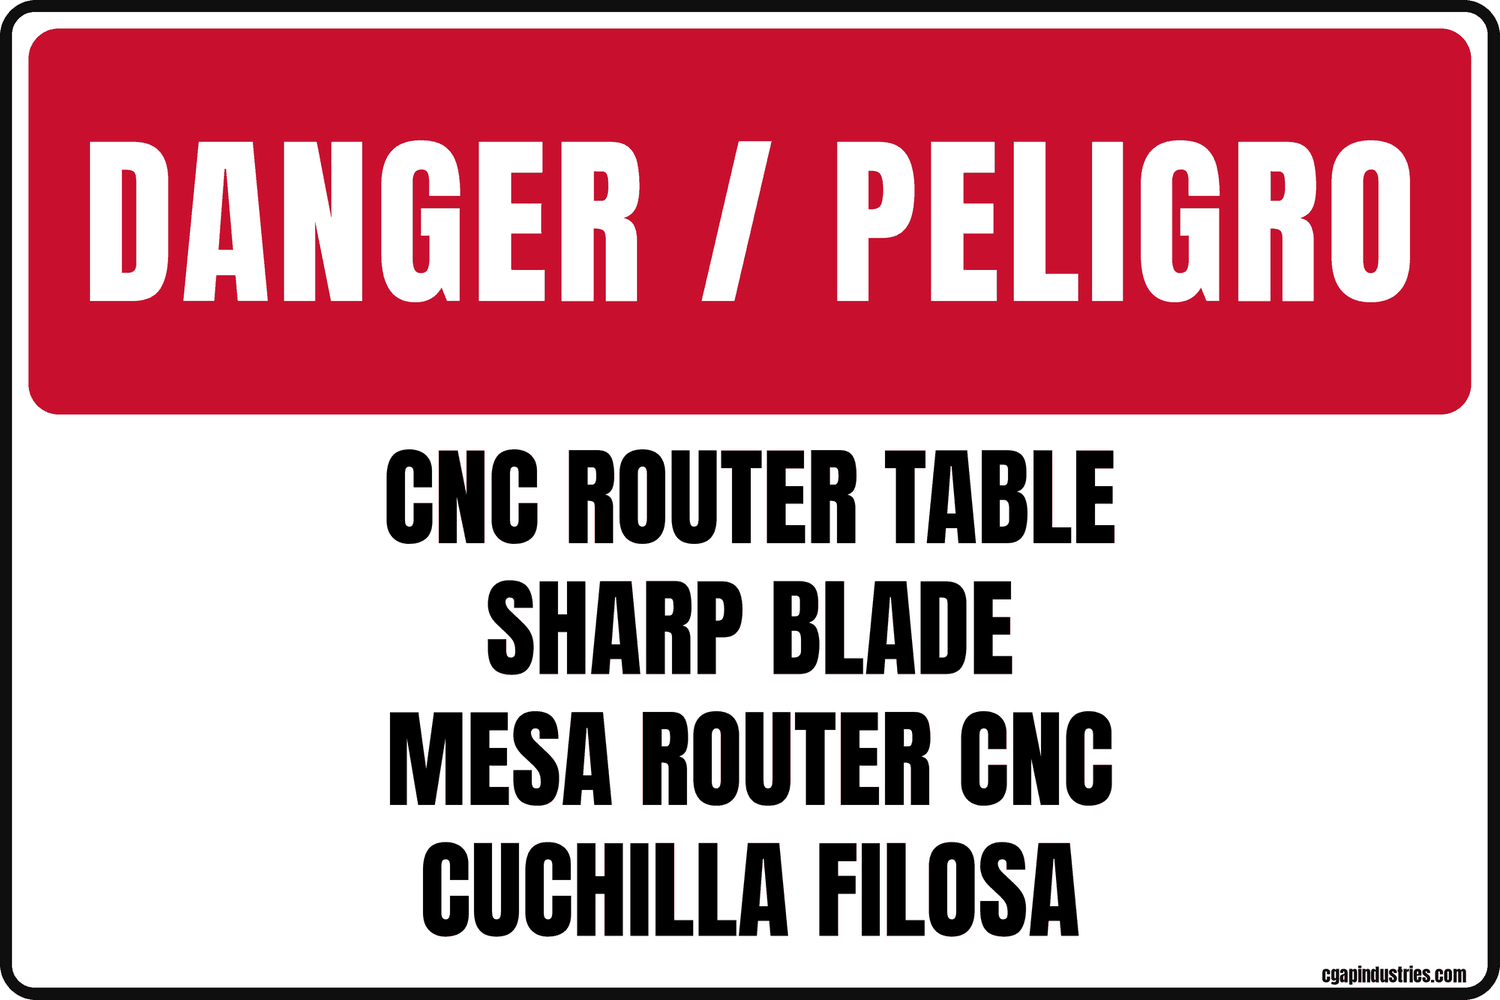 DANGER / PELIGRO
CNC ROUTER TABLE
SHARP BLADE
MESA ROUTER CNC
CUCHILLA FILOSA
cgapindustries.com